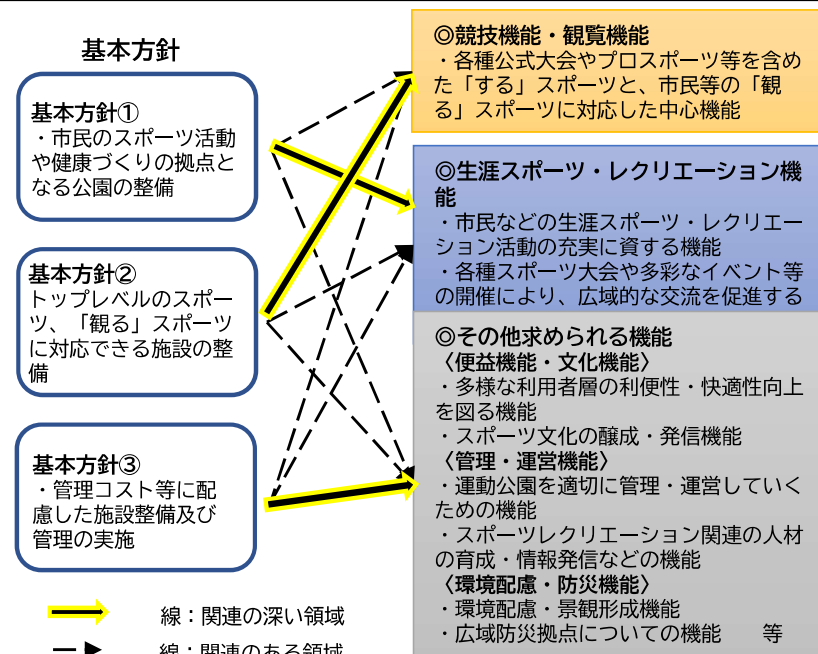 基本方針
基本方針①
・市民のスポーツ活動
や健康づくりの拠点と
なる公園の整備
基本方針②
トップレベルのスポー
ツ、「観る」スポーツ
に対応できる施設の整
備
基本方針③
・管理コスト等に配
慮した施設整備及び
管理の実施
線：関連の深い領域
線：関連のある領域
◎競技機能・観覧機能
・各種公式大会やプロスポーツ等を含め
た「する」スポーツと、市民等の「観
る」スポーツに対応した中心機能
◎生涯スポーツ・レクリエーション機
能
・市民などの生涯スポーツ・レクリエー
ション活動の充実に資する機能
・各種スポーツ大会や多彩なイベント等
の開催により、広域的な交流を促進する
◎その他求められる機能
〈便益機能・文化機能〉
・多様な利用者層の利便性・快適性向上
を図る機能
・スポーツ文化の醸成・発信機能
〈管理・運営機能〉
・運動公園を適切に管理・運営していく
ための機能
・スポーツレクリエーション関連の人材
の育成・情報発信などの機能
〈環境配慮・防災機能〉
・環境配慮・景観形成機能
・広域防災拠点についての機能　　等